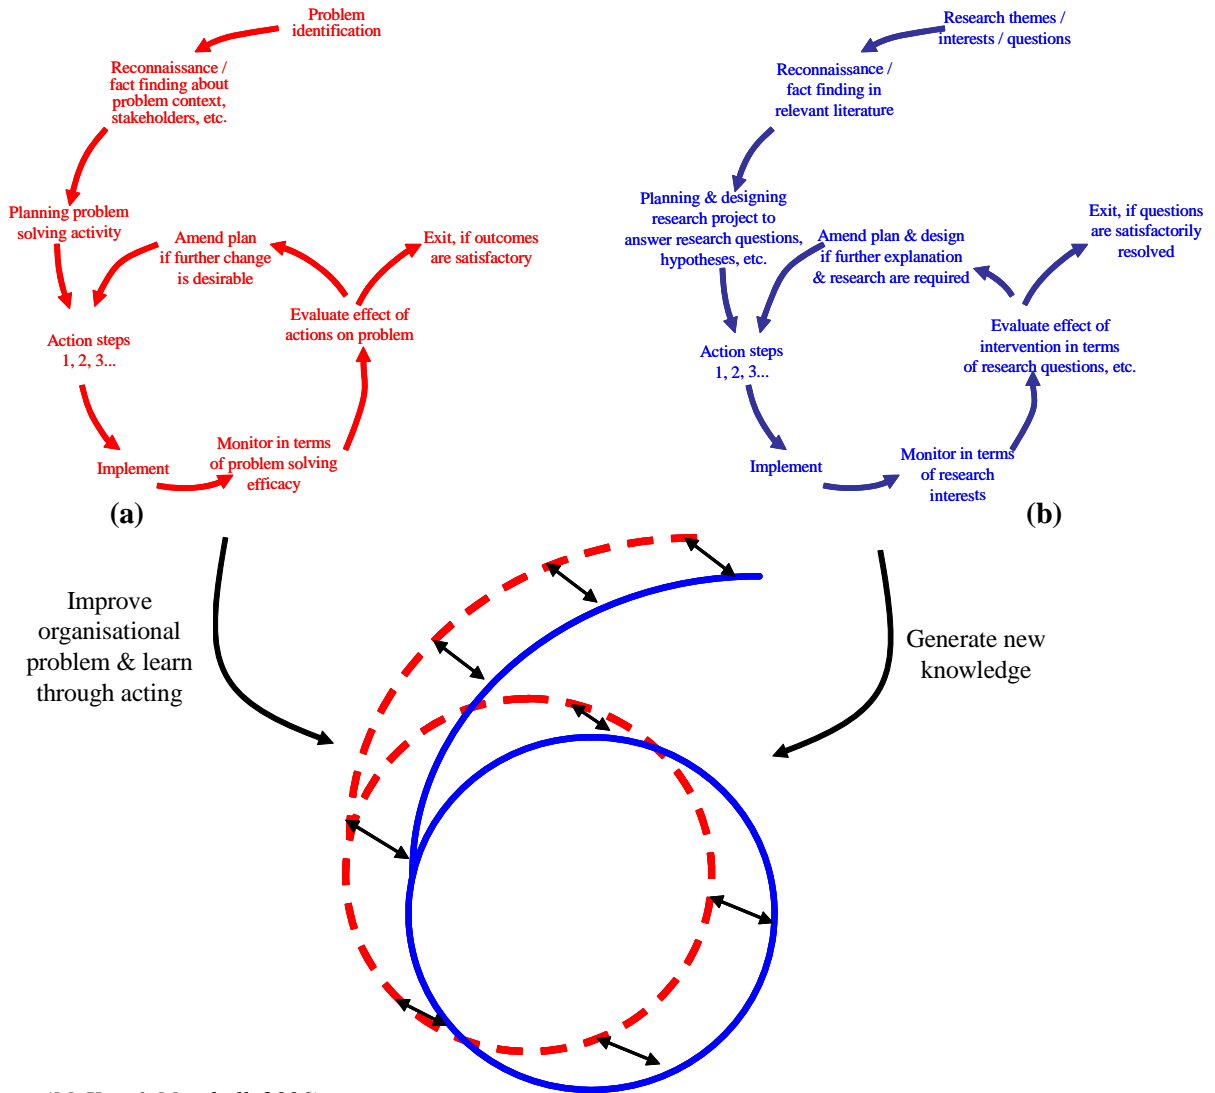 Problem
identification
Reconnaissance /
fact finding about
problem context,
stakeholders, etc.
Planning problem
solving activity
Amend plan
if further change
is desirable
Exit, if outcomes
are satisfactory
Evaluate effect of
actions on problem
Action steps
1, 2, 3...
Implement
Monitor in terms
of problem solving
efficacy
(a)
Research themes /
interests / questions
Reconnaissance /
fact finding in
relevant literature
Planning & designing
research project to
answer research questions,
hypotheses, etc.
Amend plan & design
if further explanation
& research are required
Exit, if questions
are satisfactorily
resolved
Evaluate effect of
intervention in terms
of research questions, etc.
Action steps
1, 2, 3...
Implement
Monitor in terms
of research
interests
(b)
Improve
organisational
problem & learn
through acting
Generate new
knowledge